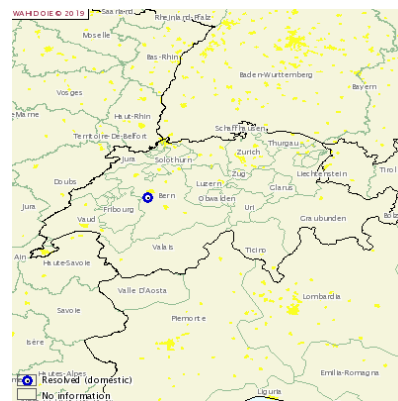 WAHID OIE © 2019
Saarland
Rheinland-Pfalz
Moselle
Bas-Rhin
Baden-Wurttemberg
Vosges
Bayern
Haut-Rhin
Territoire-De-Belfort
Schaffhausen
Thurgau
Jura
Solothurn
Zurich
Doubs
Zug
Liechtenstein
Tirol
Luzern
Glarus
Bern
Obwalden
Jura
Fribourg
Uri
Vaud
Graubunden
Valais
Ticino
Ain
Haute-Savoie
Valle D'Aosta
Lombardia
Savoie
Piemonte
Isère
Hautes-Alpes
Emilia-Romagna
Resolved (domestic)
No information
Liguria